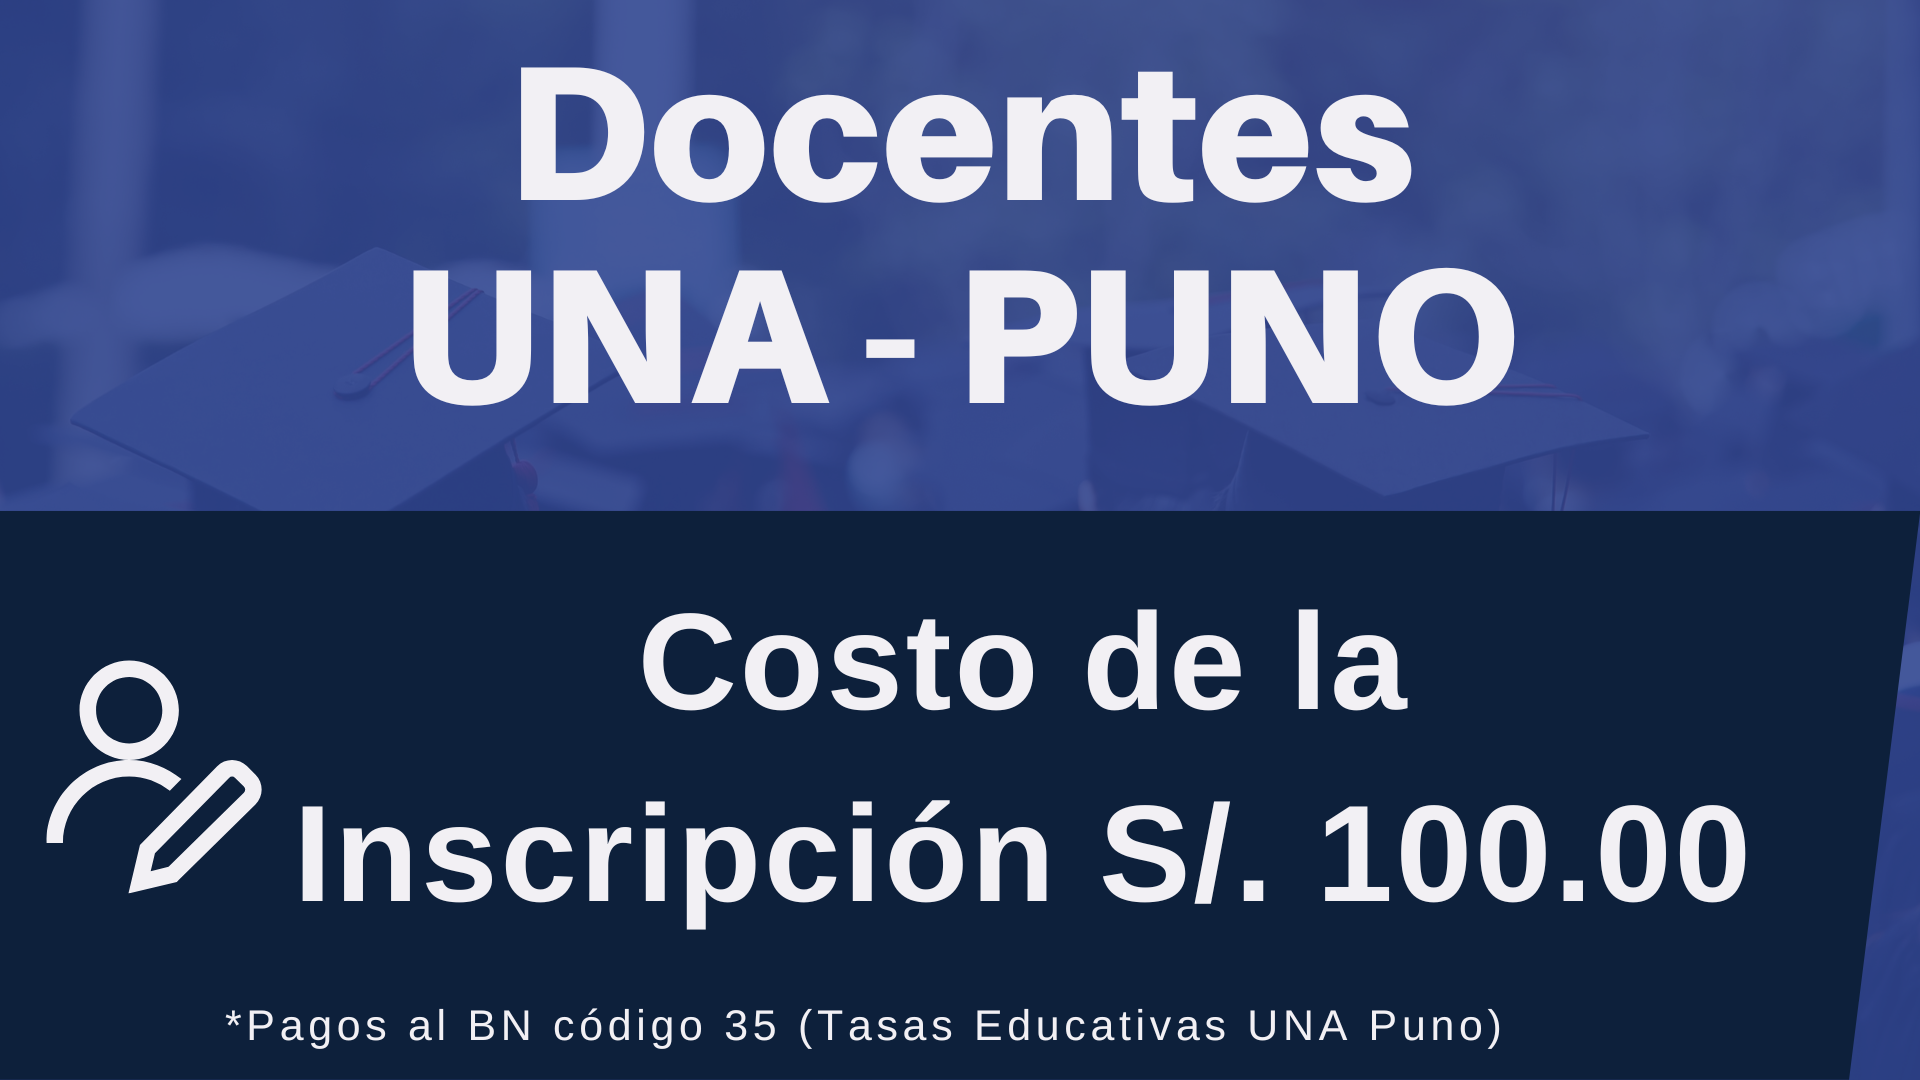 Docentes
UNA - PUNO
Costo de la
Inscripción S/. 100.00
*Pagos al BN código 35 (Tasas Educativas UNA Puno)